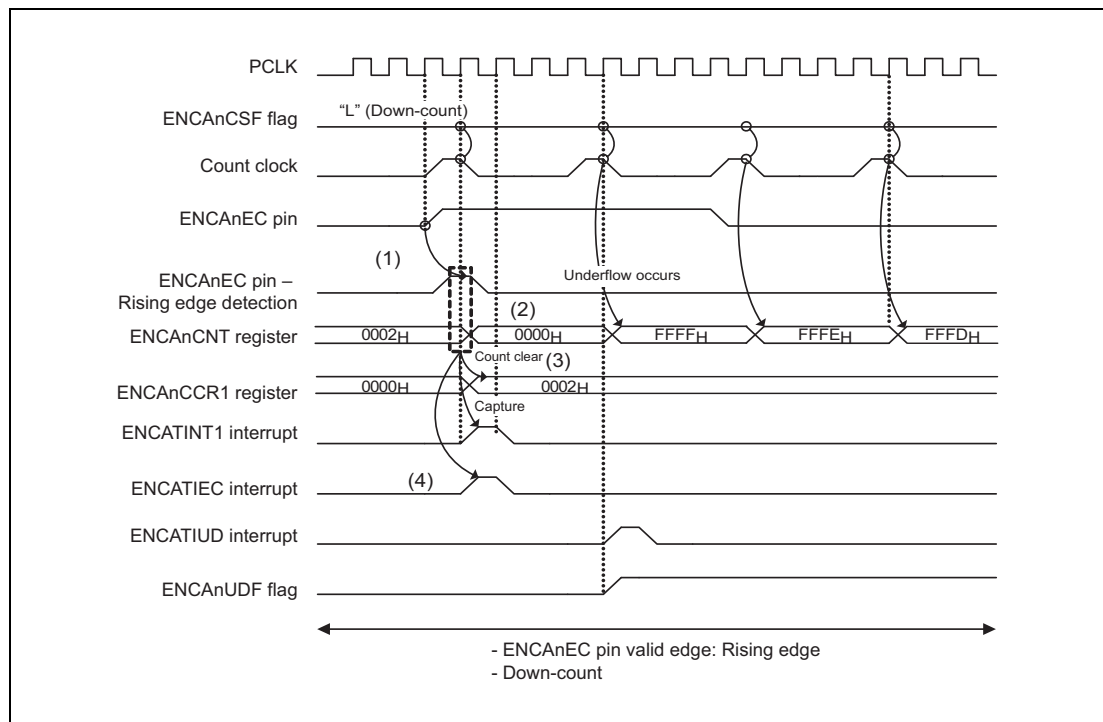 PCLK
ENCAnCSF flag
“L” (Down-count)
Count clock
ENCAnEC pin
(1)
ENCAnEC pin –
Rising edge detection
Underflow occurs
(2)
ENCAnCNT register
0002H
0000H
FFFFH
FFFEH
FFFDH
Count clear
(3)
ENCAnCCR1 register
0000H
0002H
Capture
ENCATINT1 interrupt
ENCATIEC interrupt
(4)
ENCATIUD interrupt
ENCAnUDF flag
- ENCAnEC pin valid edge: Rising edge
- Down-count